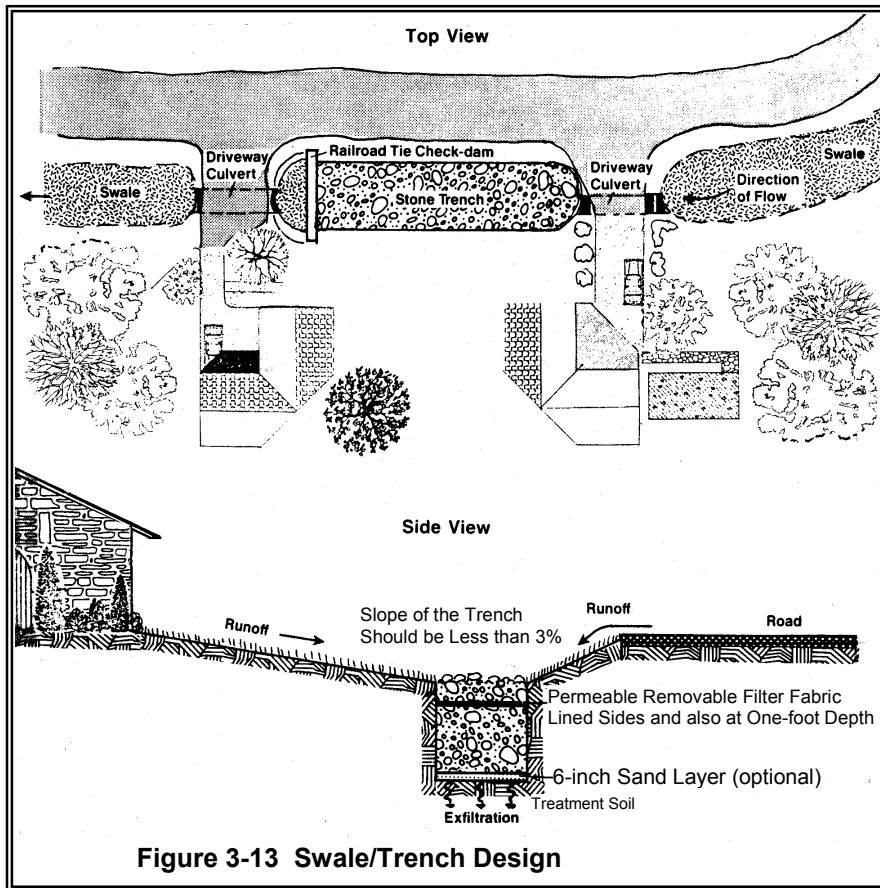 Top View
Railroad Tie Check-dam
Driveway
Culvert
Swale
Stone Trench
Driveway
Culvert
Swale
Direction
of Flow
Side View
Runoff
Slope of the Trench
Should be Less than 3%
Runoff
Road
Permeable Removable Filter Fabric
Lined Sides and also at One-foot Depth
6-inch Sand Layer (optional)
Treatment Soil
Exfiltration
Figure 3-13 Swale/Trench Design